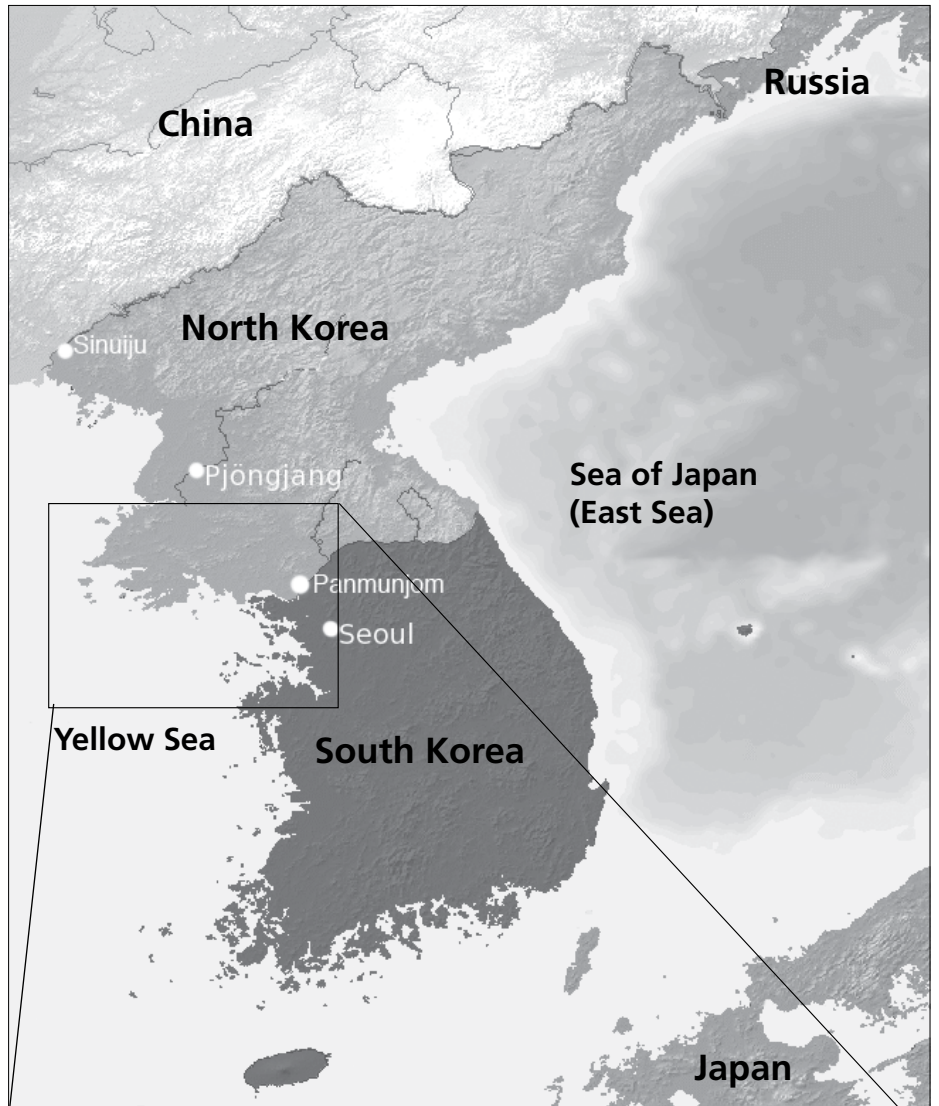 Russia
China
North Korea
Sinuiju
Pjöngjang
Sea of Japan
(East Sea)
Panmunjom
Seoul
Yellow Sea
South Korea
Japan